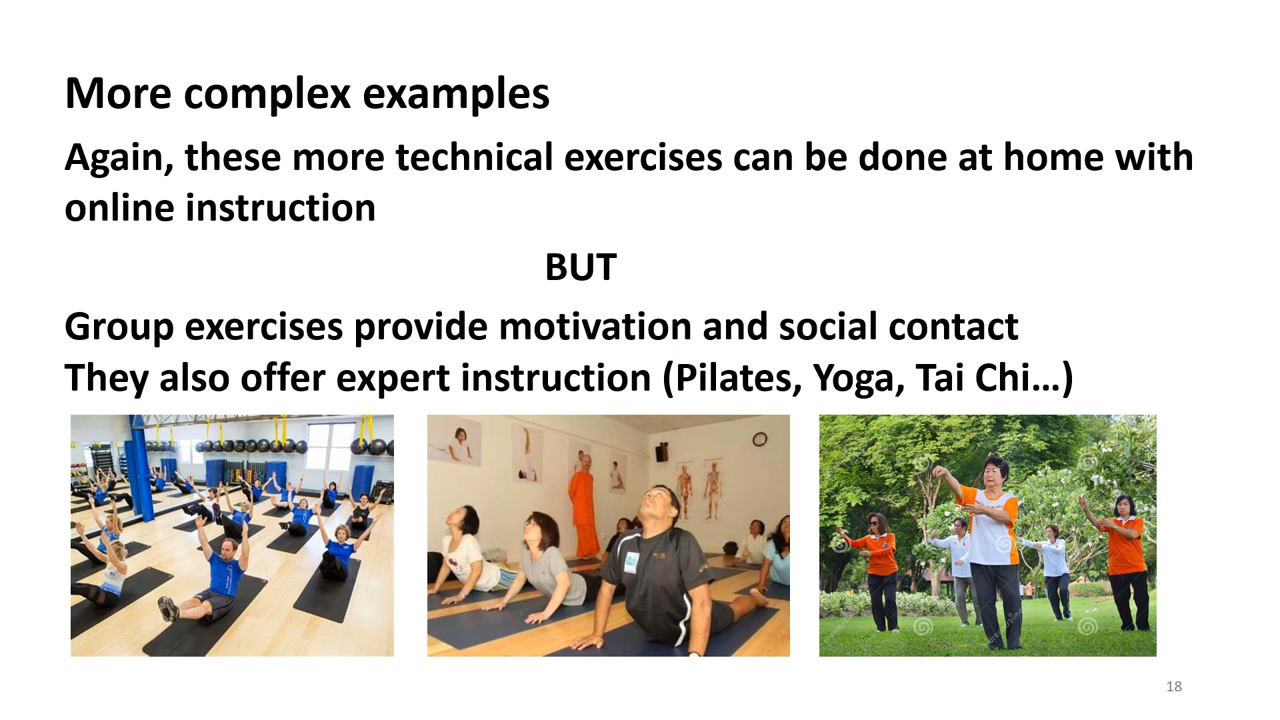 More complex examples
Again, these more technical exercises can be done at home with
online instruction
BUT
Group exercises provide motivation and social contact
They also offer expert instruction (Pilates, Yoga, Tai Chi…)
18